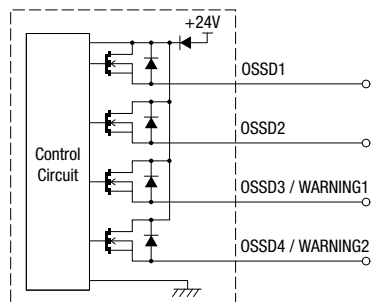 +24V
OSSD1
OSSD2
Control
Circuit
OSSD3 / WARNING1
OSSD4 / WARNING2